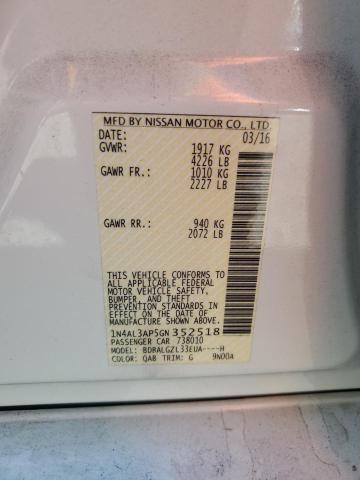 MFD BY NISSAN MOTOR CO., LTD.
DATE: 03/16
GVWR: 1917 KG
4226 LB
GAWR FR.: 1010 KG
2227 LB
GAWR RR.: 940 KG
2072 LB
THIS VEHICLE CONFORMS TO
ALL APPLICABLE FEDERAL
MOTOR VEHICLE SAFETY,
BUMPER, AND THEFT
PREVENTION STANDARDS IN
EFFECT ON THE DATE OF
MANUFACTURE SHOWN
ABOVE.
1N4AL3AP5GN352518
PASSENGER CAR 738010
MODEL: BDRALGZL33EUA----H
COLOR: QAB TRIM: G 9N00A